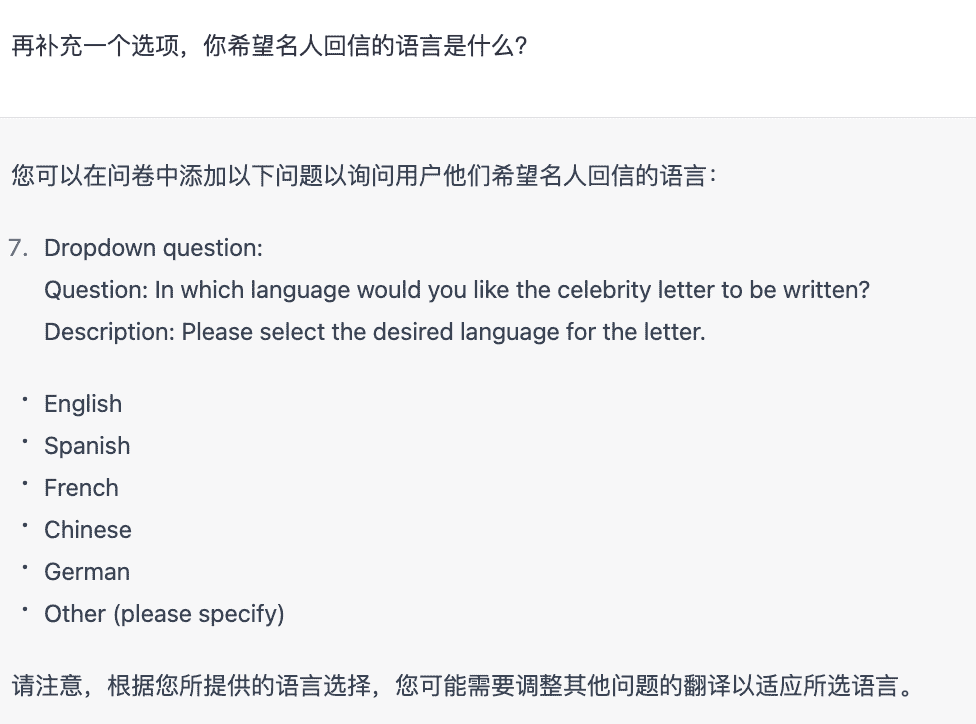 再补充一个选项，你希望名人回信的语言是什么?
您可以在问卷中添加以下问题以询问用户他们希望名人回信的语言：
7. Dropdown question:
Question: In which language would you like the celebrity letter to be written?
Description: Please select the desired language for the letter.
• English
• Spanish
• French
• Chinese
• German
• Other (please specify)
请注意，根据您所提供的语言选择，您可能需要调整其他问题的翻译以适应所选语言。